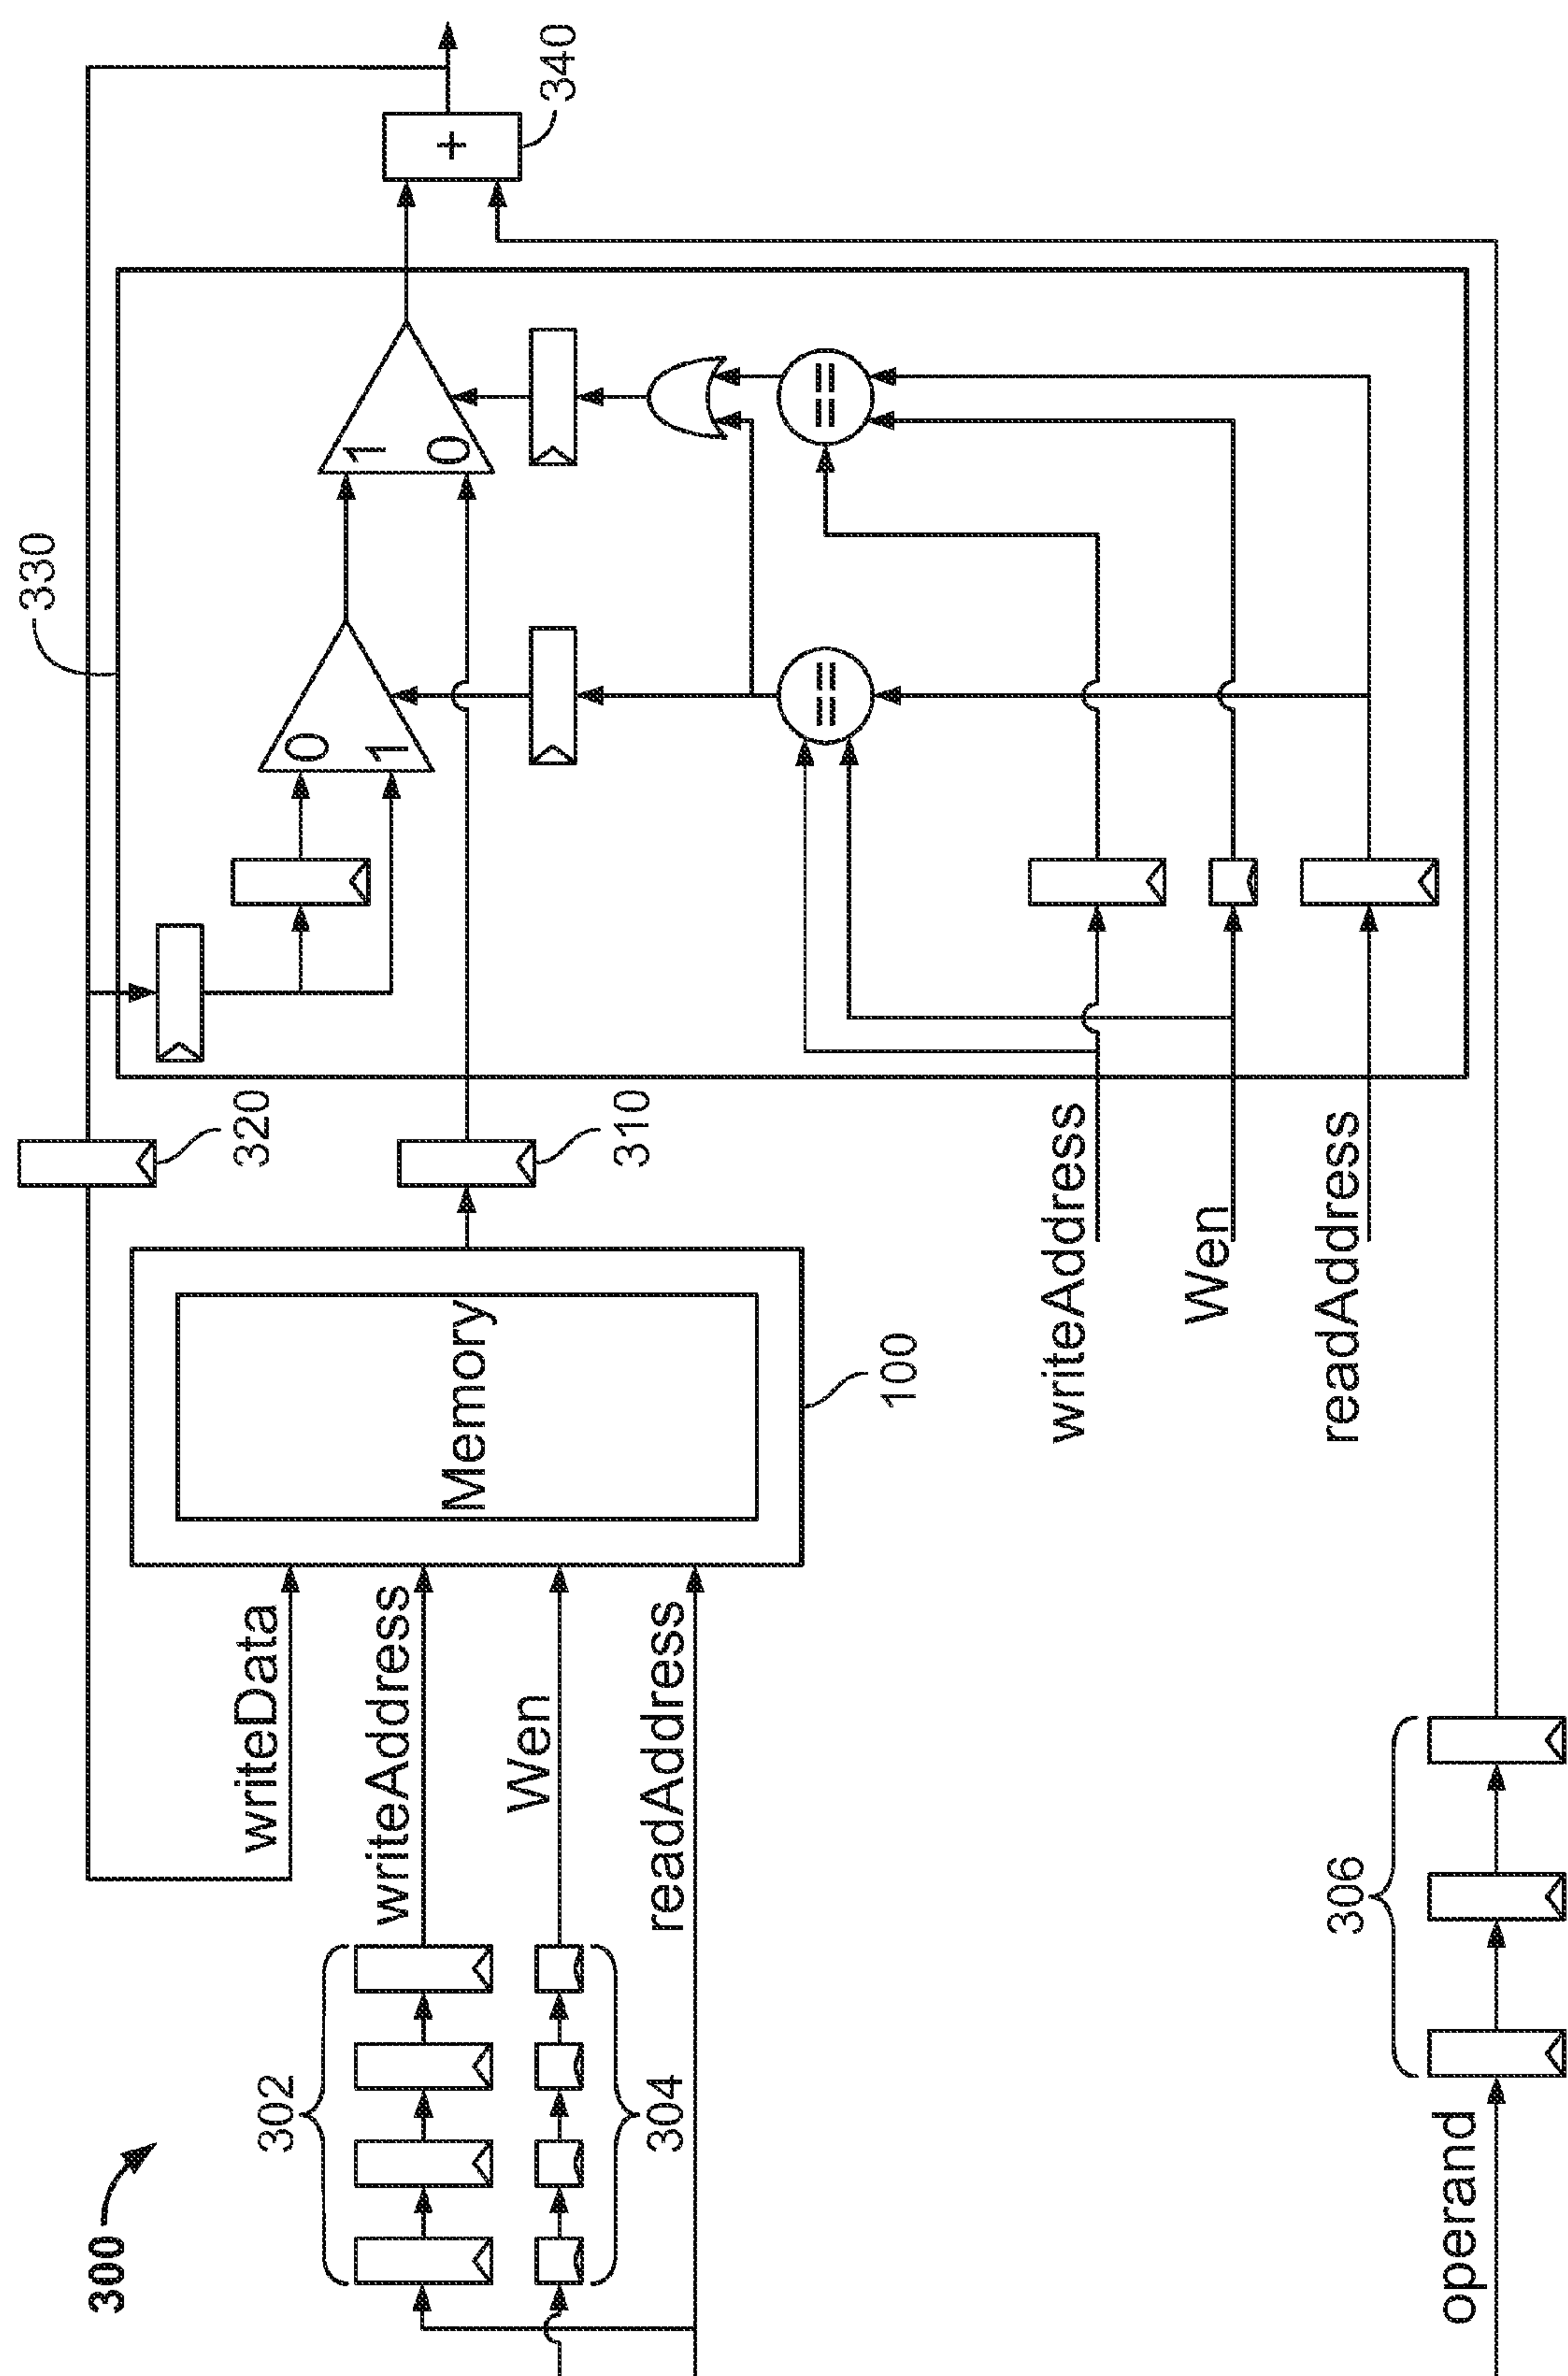 300
302
304
306
operand
writeData
writeAddress
Wen
readAddress
Memory
100
310
320
330
writeAddress
Wen
readAddress
0
1
1
0
==
==
+
340